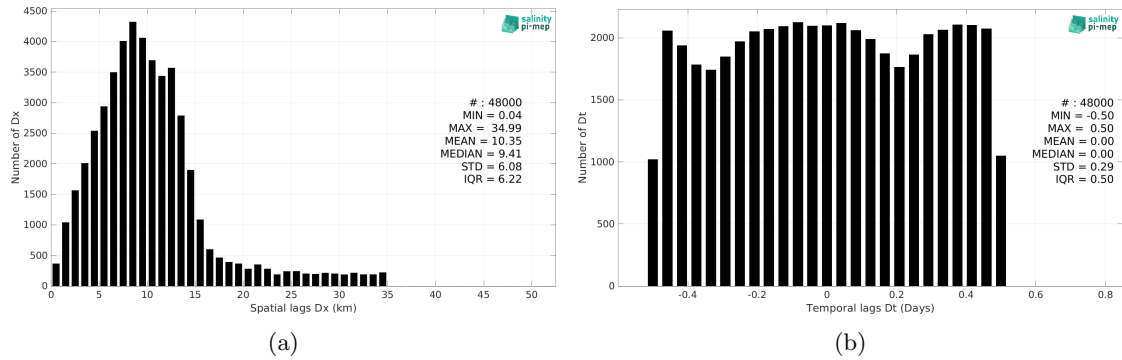 4500
4000
3500
3000
2500
2000
1500
1000
500
0
Number of Dx
salinity
pi-mep
# : 48000
MIN = 0.04
MAX = 34.99
MEAN = 10.35
MEDIAN = 9.41
STD = 6.08
IQR = 6.22
0 5 10 15 20 25 30 35 40 45 50
Spatial lags Dx (km)
(a)
2000
1500
1000
500
0
Number of Dt
salinity
pi-mep
# : 48000
MIN = -0.50
MAX = 0.50
MEAN = 0.00
MEDIAN = 0.00
STD = 0.29
IQR = 0.50
-0.4 -0.2 0 0.2 0.4 0.6 0.8
Temporal lags Dt (Days)
(b)